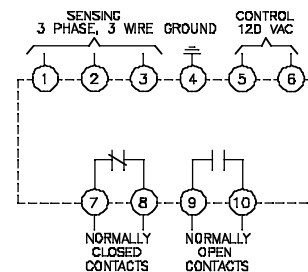 SENSING
3 PHASE, 3 WIRE GROUND
CONTROL
120 VAC
1 2 3 4 5 6
7 8 9 10
NORMALLY
CLOSED
CONTACTS
NORMALLY
OPEN
CONTACTS